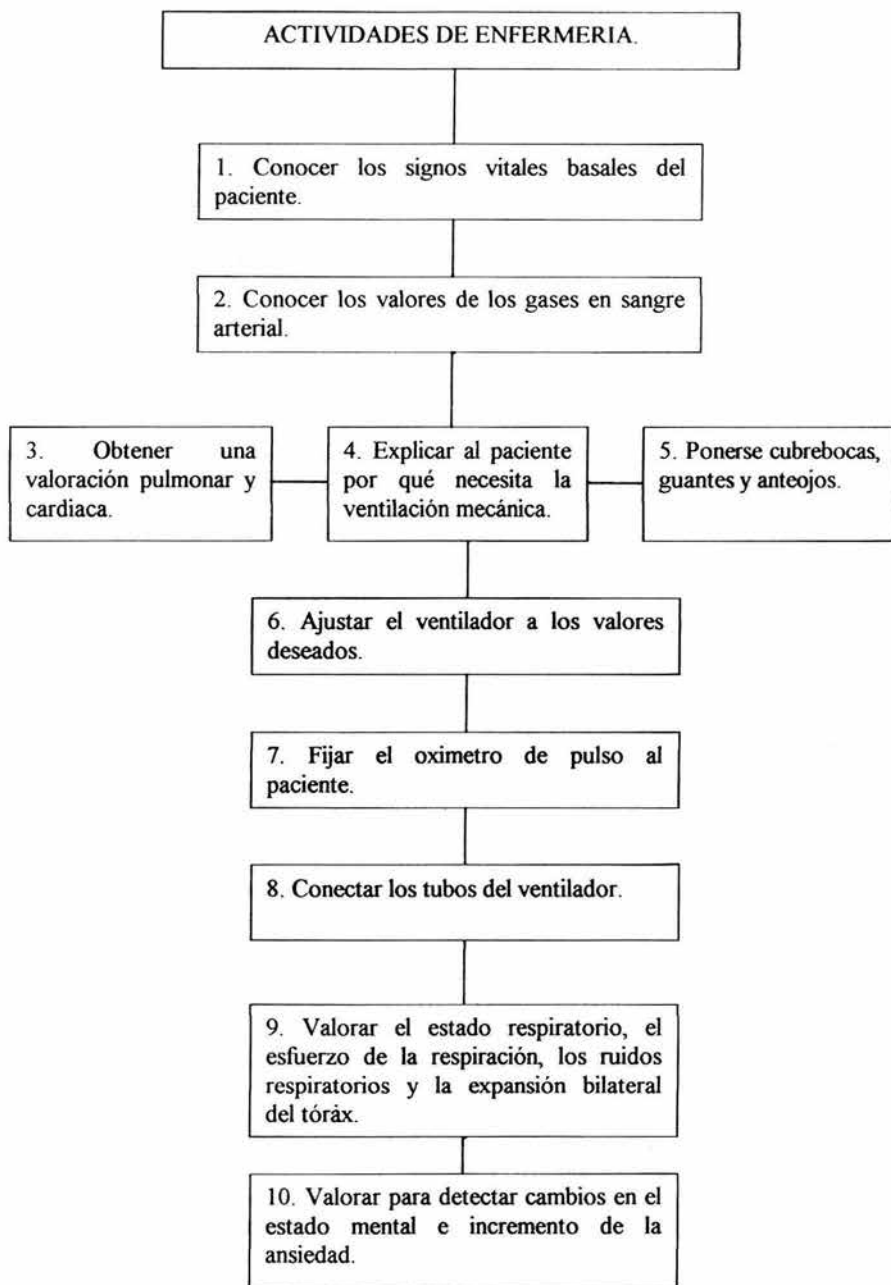 ACTIVIDADES DE ENFERMERIA.
1. Conocer los signos vitales basales del
paciente.
2. Conocer los valores de los gases en sangre
arterial.
3. Obtener una
valoración pulmonar y
cardiaca.
4. Explicar al paciente
por qué necesita la
ventilación mecánica.
5. Ponerse cubrebocas,
guantes y anteojos.
6. Ajustar el ventilador a los valores
deseados.
7. Fijar el oximetro de pulso al
paciente.
8. Conectar los tubos del ventilador.
9. Valorar el estado respiratorio, el
esfuerzo de la respiración, los ruidos
respiratorios y la expansión bilateral
del tóráx.
10. Valorar para detectar cambios en el
estado mental e incremento de la
ansiedad.